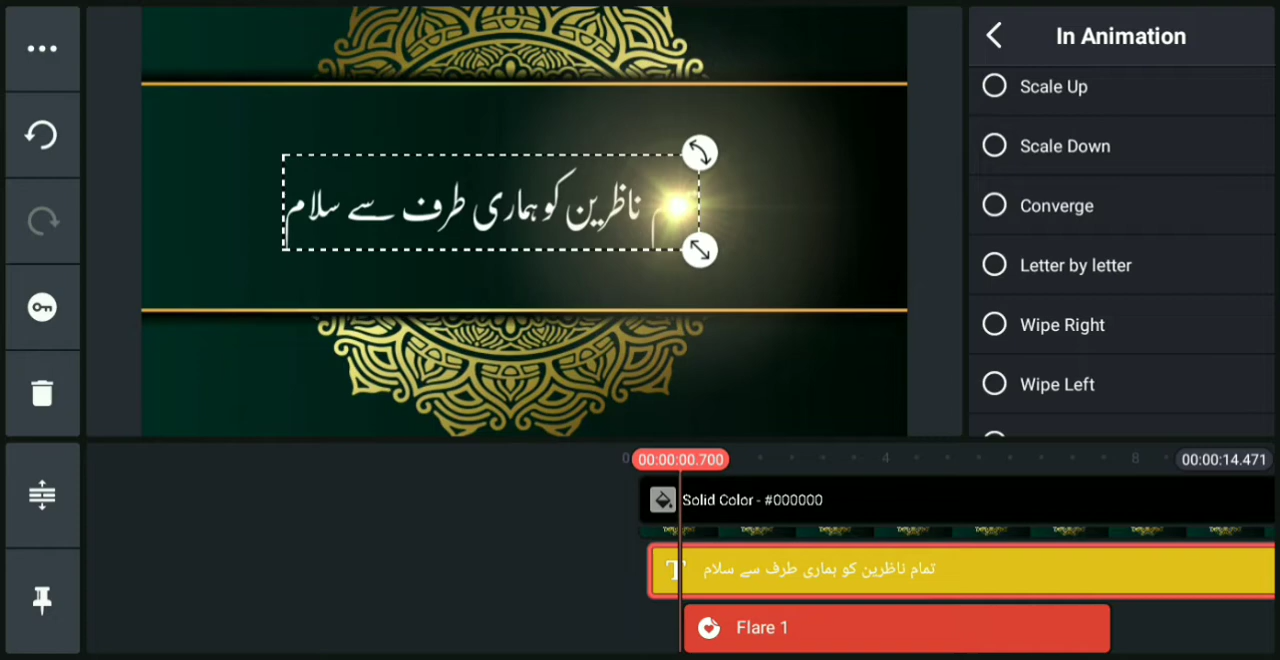 In Animation
Scale Up
Scale Down
Converge
Letter by letter
Wipe Right
Wipe Left
ناظرین کو ہماری طرف سے سلام
0
00:00:00.700
4
8
00:00:14.471
Solid Color - #000000
T تمام ناظرین کو ہماری طرف سے سلام
Flare 1